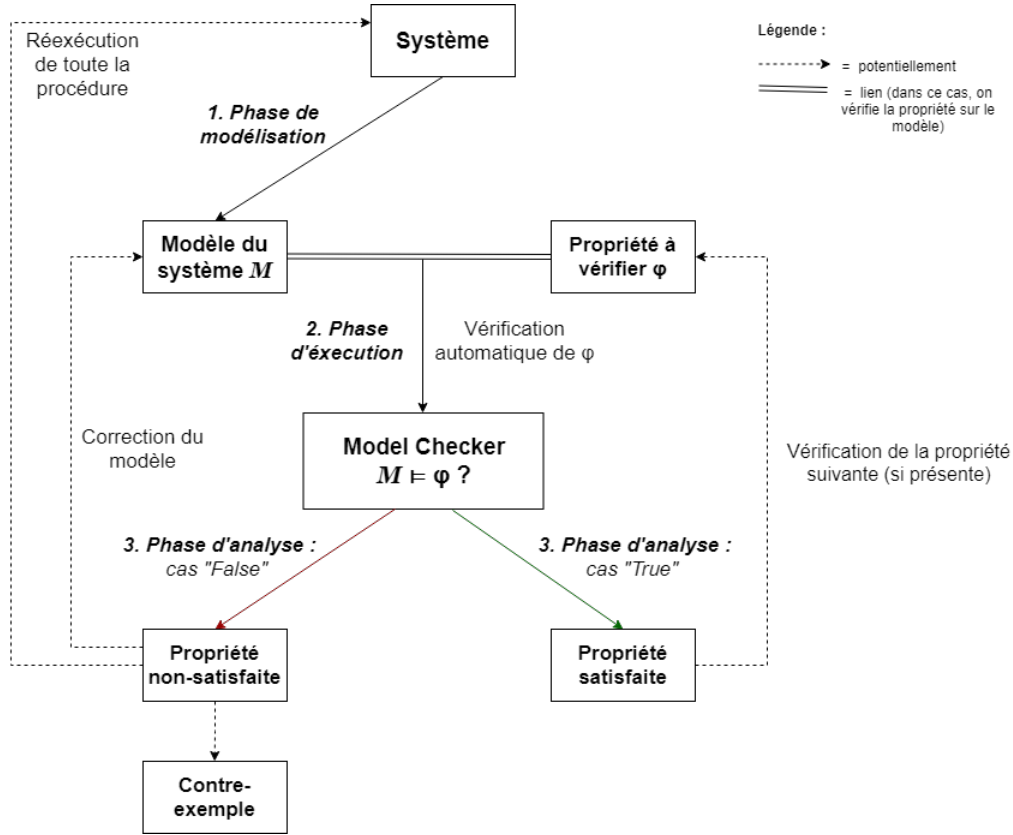 Système
Légende :
= potentiellement
= lien (dans ce cas, on
vérifie la propriété sur le
modèle)
Réexécution
de toute la
procédure
1. Phase de
modélisation
Modèle du
système M
Propriété à
vérifier φ
2. Phase
d'éxecution
Vérification
automatique de φ
Model Checker
M ⊨ φ ?
Correction du
modèle
Vérification de la propriété
suivante (si présente)
3. Phase d'analyse :
cas "False"
3. Phase d'analyse :
cas "True"
Propriété
non-satisfaite
Propriété
satisfaite
Contre-
exemple